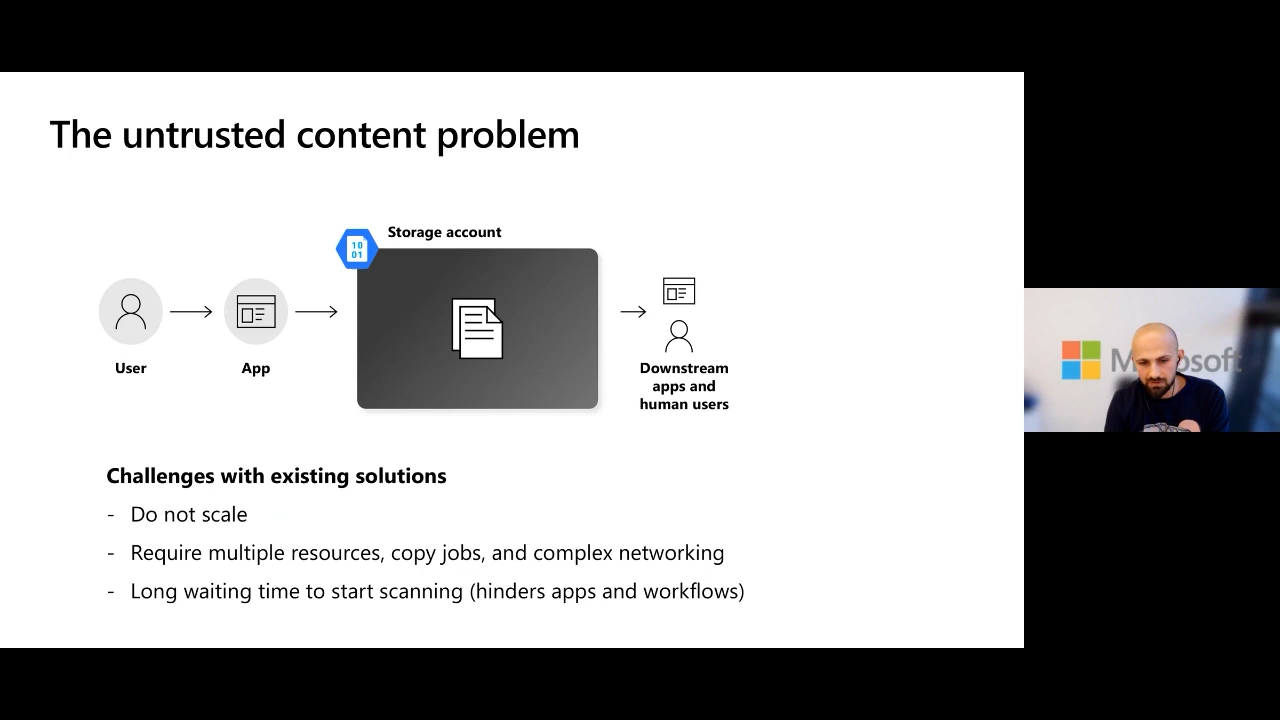 The untrusted content problem
Storage account
10
01
User
App
Downstream
apps and
human users
Challenges with existing solutions
- Do not scale
- Require multiple resources, copy jobs, and complex networking
- Long waiting time to start scanning (hinders apps and workflows)